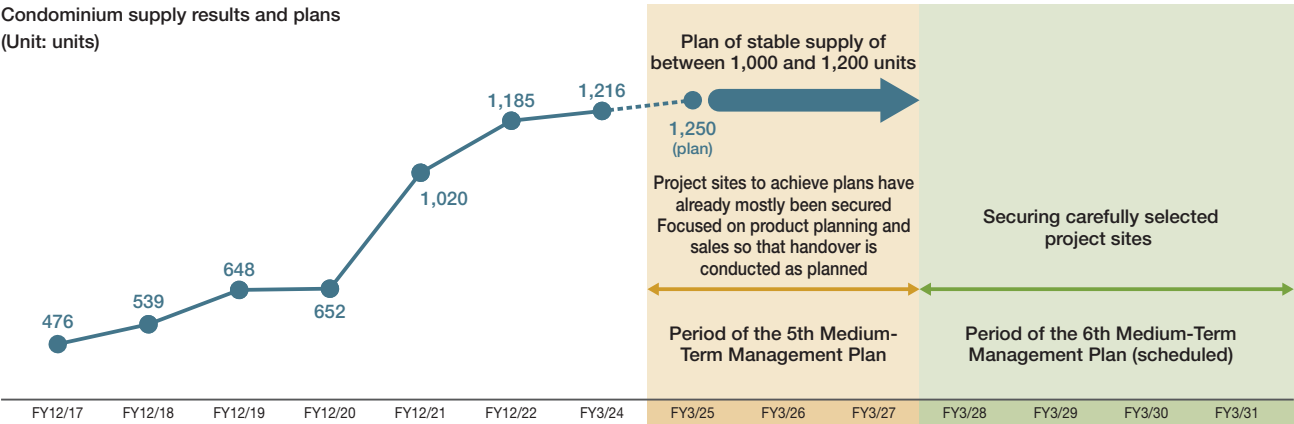 Condominium supply results and plans
(Unit: units)
Plan of stable supply of
between 1,000 and 1,200 units
476
539
648
652
1,020
1,185
1,216
1,250
(plan)
Project sites to achieve plans have
already mostly been secured
Focused on product planning and
sales so that handover is
conducted as planned
Securing carefully selected
project sites
Period of the 5th Medium-
Term Management Plan
Period of the 6th Medium-Term
Management Plan (scheduled)
FY12/17 FY12/18 FY12/19 FY12/20 FY12/21 FY12/22 FY3/24 FY3/25 FY3/26 FY3/27 FY3/28 FY3/29 FY3/30 FY3/31